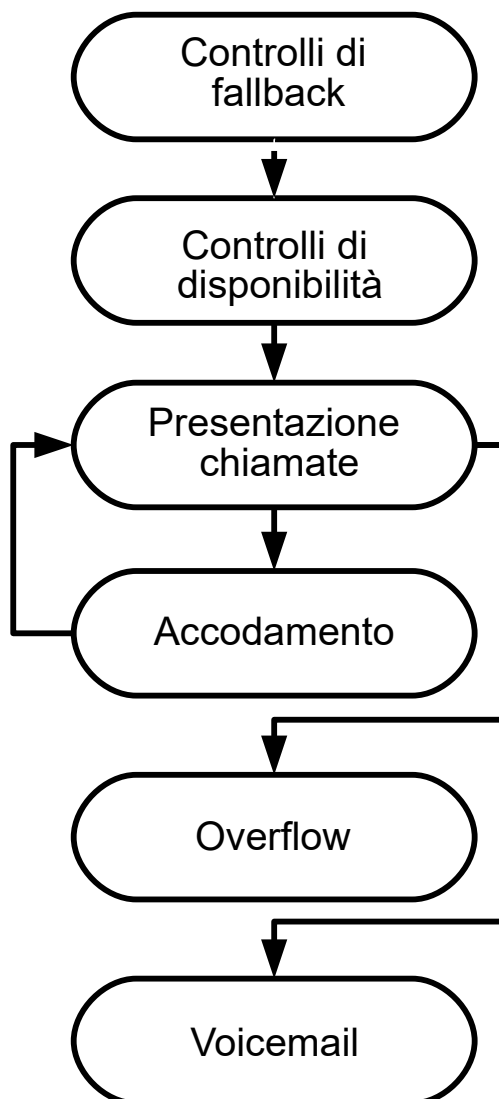 Controlli di
fallback
Controlli di
disponibilità
Presentazione
chiamate
Accodamento
Overflow
Voicemail